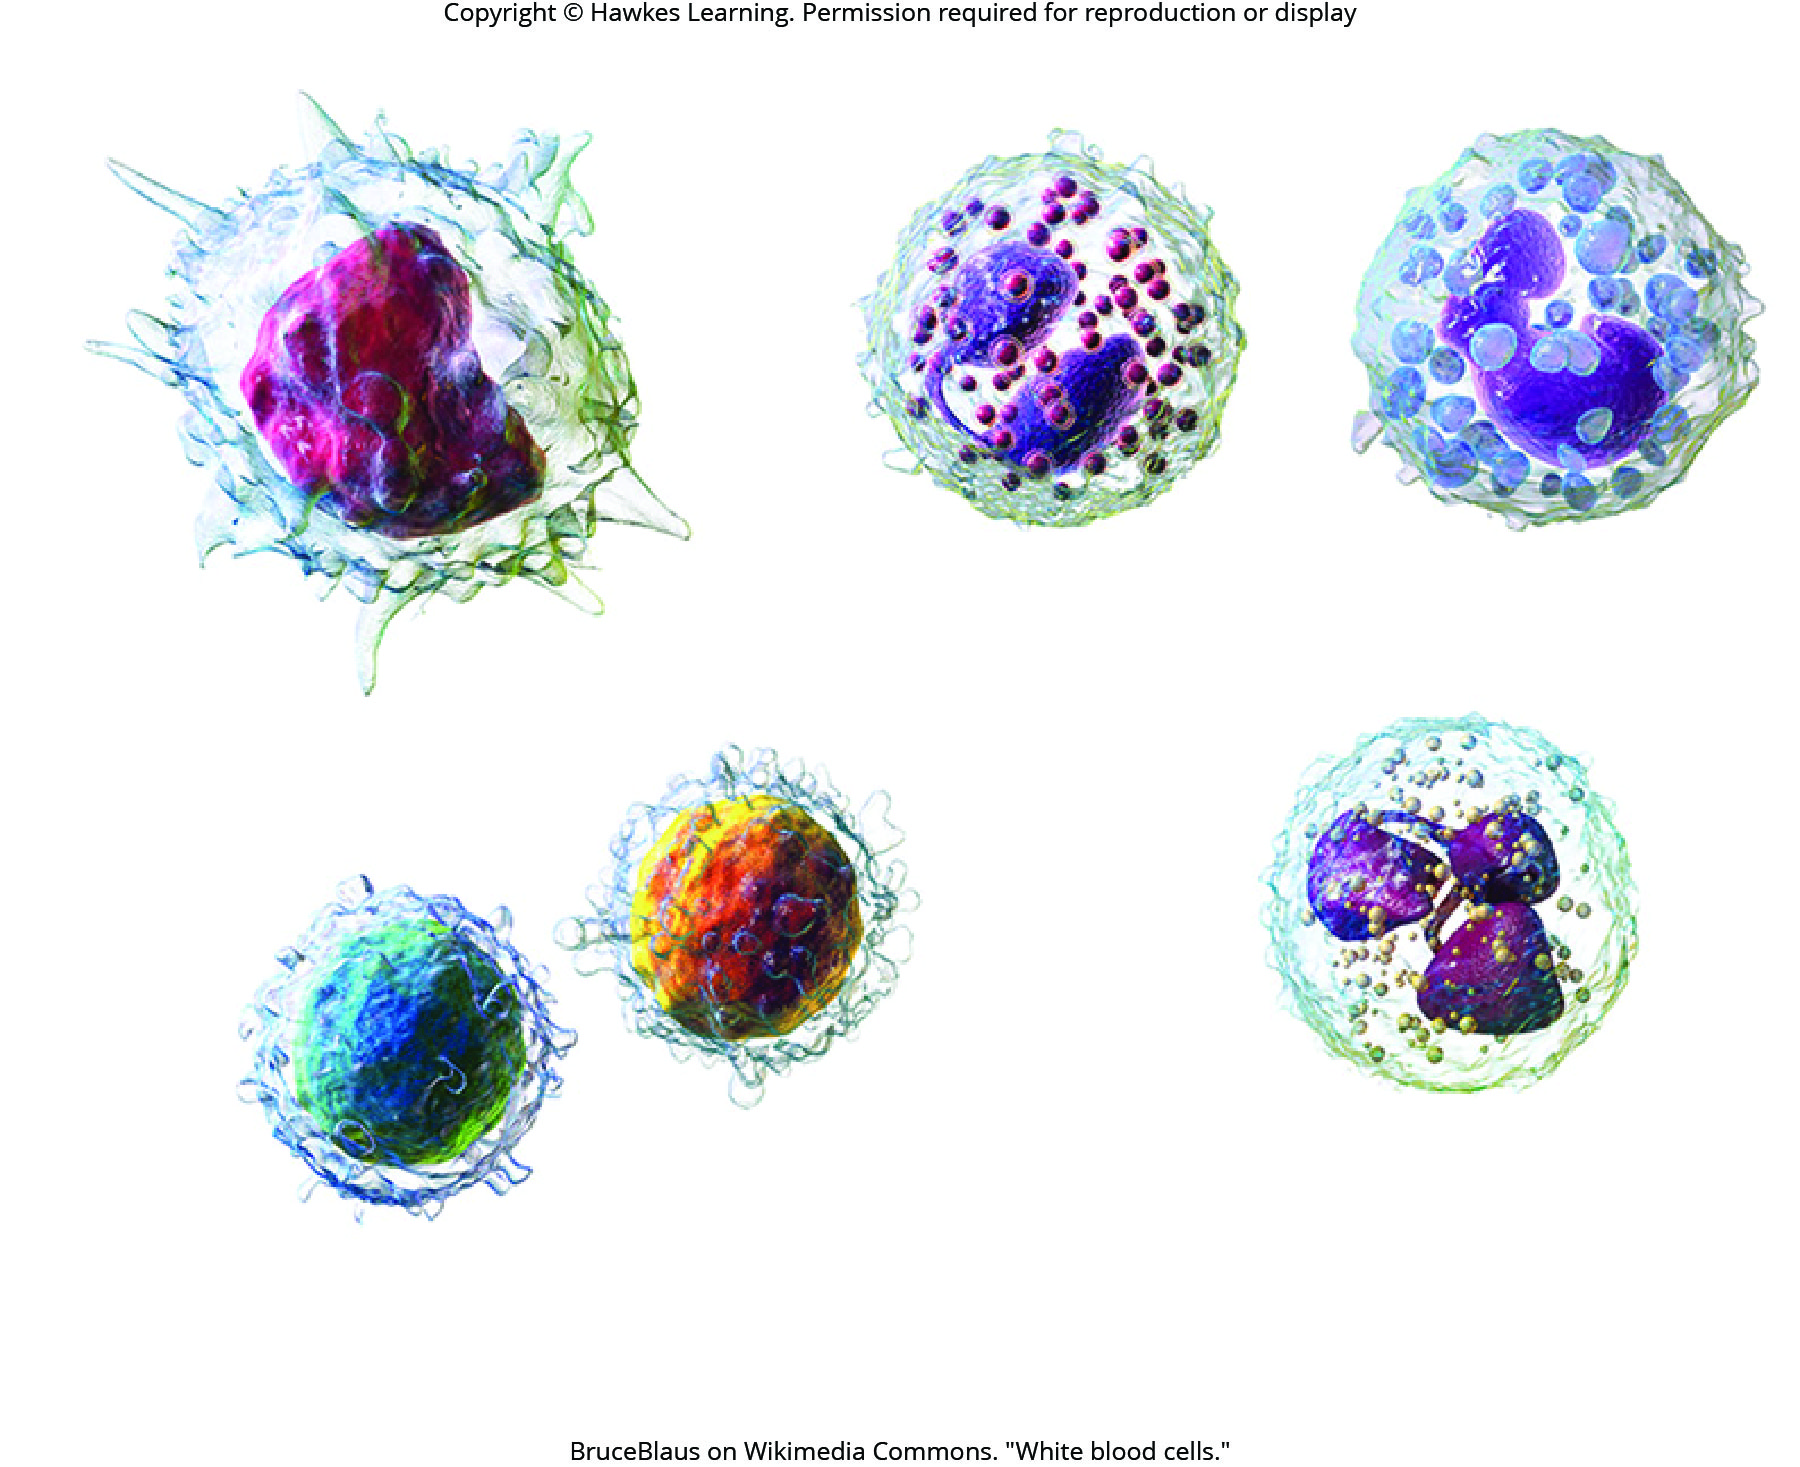 Copyright © Hawkes Learning. Permission required for reproduction or display
BruceBlaus on Wikimedia Commons. "White blood cells."